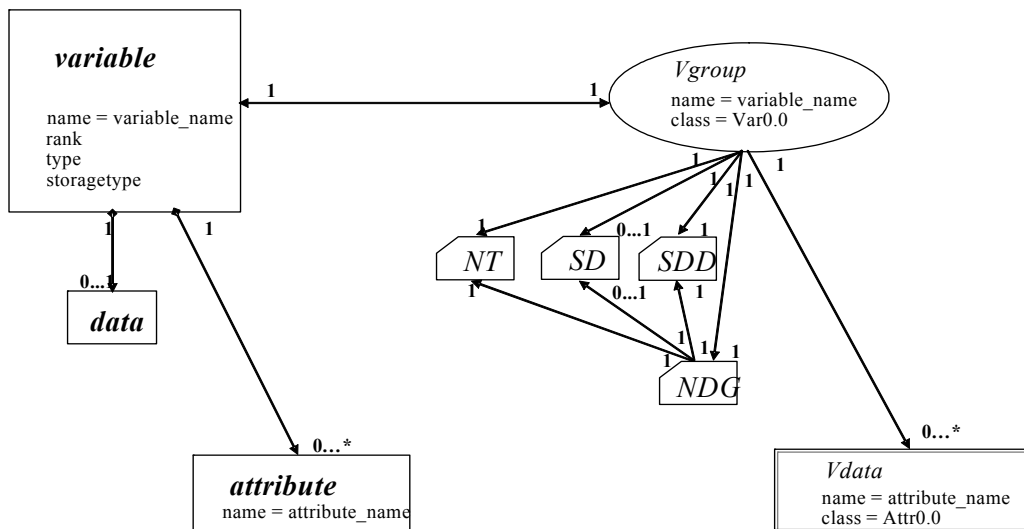 variable
name = variable_name
rank
type
storagetype
1
1
Vgroup
name = variable_name
class = Var0.0
1
1
1
1
1
1
0...1
1
NT
SD
SDD
1
0...1
1
1
1
1
1
NDG
1
0...1
data
1
0…*
attribute
name = attribute_name
0…*
Vdata
name = attribute_name
class = Attr0.0